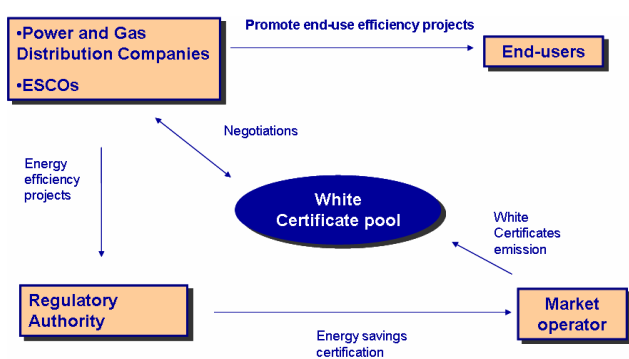 •Power and Gas
Distribution Companies
•ESCOs
Promote end-use efficiency projects
End-users
Negotiations
Energy
efficiency
projects
White
Certificate pool
White
Certificates
emission
Regulatory
Authority
Energy savings
certification
Market
operator